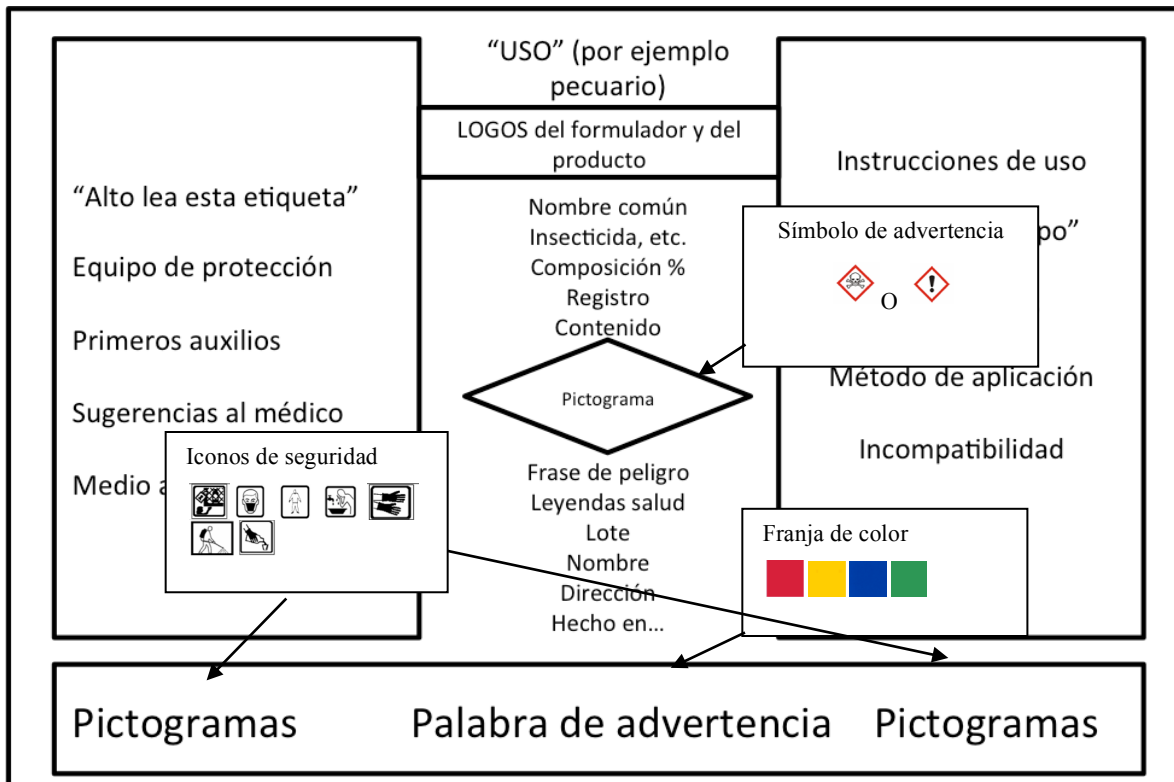 “USO” (por ejemplo
pecuario)
LOGOS del formulador y del
producto
“Alto lea esta etiqueta”
Equipo de protección
Primeros auxilios
Sugerencias al médico
Medio a
Iconos de seguridad
Nombre común
Insecticida, etc.
Composición %
Registro
Contenido
Pictograma
Frase de peligro
Leyendas salud
Lote
Nombre
Dirección
Hecho en...
Instrucciones de uso
po”
Símbolo de advertencia
O
Método de aplicación
Incompatibilidad
Franja de color
Pictogramas
Palabra de advertencia
Pictogramas